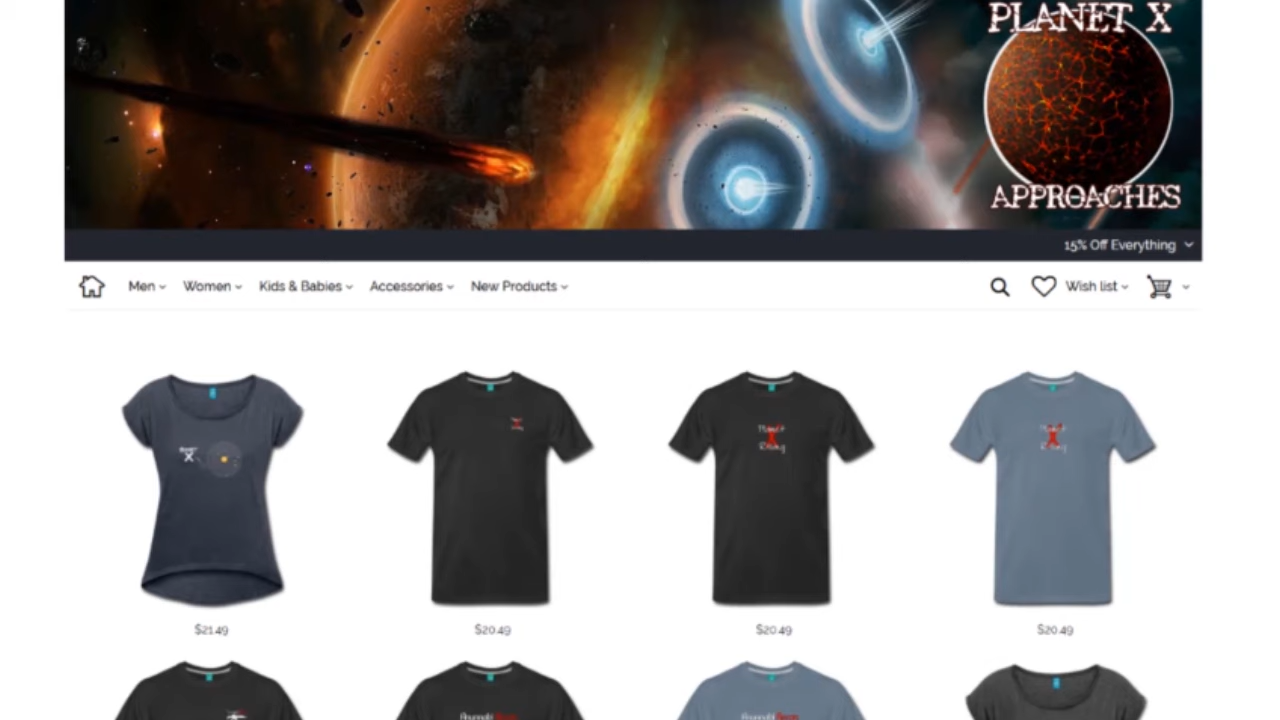 PLANET X
APPROACHES
15% Off Everything
Men Women Kids & Babies Accessories New Products Wish list
X
$21.49 $20.49 $20.49 $20.49